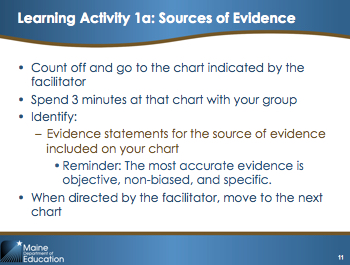 Learning Activity 1a: Sources of Evidence
• Count off and go to the chart indicated by the
facilitator
• Spend 3 minutes at that chart with your group
• Identify:
– Evidence statements for the source of evidence
included on your chart
• Reminder: The most accurate evidence is
objective, non-biased, and specific.
• When directed by the facilitator, move to the next
chart
Maine
Department of
Education
11